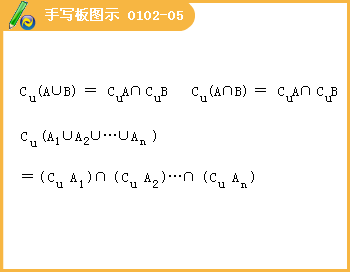 手写板图示 0102-05
Cᵤ(A∪B) = CᵤA∩CᵤB Cᵤ(A∩B) = CᵤA∩CᵤB
Cᵤ(A₁∪A₂∪⋯∪Aₙ)
=(Cᵤ A₁)∩(Cᵤ A₂)⋯∩(Cᵤ Aₙ)